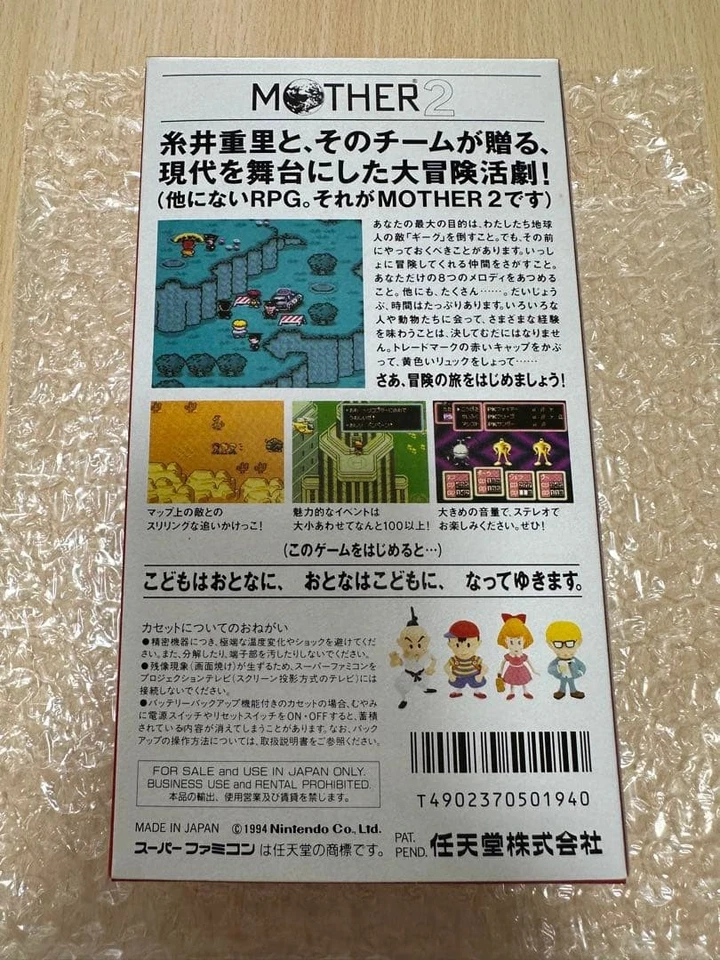 MOTHER®2
糸井重里と、そのチームが贈る、
現代を舞台にした大冒険活劇!
(他にないRPG。それがMOTHER 2です)
あなたの最大の目的は、わたしたち地球
人の敵「ギーグ」を倒すこと。でも、その前
にやっておくべきことがあります。いっし
ょに冒険してくれる仲間をさがすこと。
あなただけの8つのメロディをあつめる
こと。他にも、たくさん……。だいじょう
ぶ、時間はたっぷりあります。いろいろな
人や動物たちに会って、さまざまな経験
を味わうことは、決してむだにはなりませ
ん。トレードマークの赤いキャップをかぶ
って、黄色いリュックをしょって……
さあ、冒険の旅をはじめましょう!
マップ上の敵との
スリリングな追いかけっこ!
魅力的なイベントは
大小あわせてなんと100以上!
大きめの音量で、ステレオで
お楽しみください。ぜひ!
(このゲームをはじめると…)
こどもはおとなに、 おとなはこどもに、 なってゆきます。
カセットについてのおねがい
●精密機器につき、極端な温度変化やショックを避けてくだ
さい。また、分解したり、端子部を汚したりしないでください。
●残像現象(画面焼け)が生ずるため、スーパーファミコンを
プロジェクションテレビ(スクリーン投影方式のテレビ)には
接続しないでください。
●バッテリーバックアップ機能付きのカセットの場合、むやみ
に電源スイッチやリセットスイッチをON・OFFすると、蓄積
されている内容が消えてしまうことがあります。なお、バック
アップの操作方法については、取扱説明書をご参照ください。
FOR SALE and USE IN JAPAN ONLY.
BUSINESS USE and RENTAL PROHIBITED.
本品の輸出、使用営業及び賃貸を禁じます。
T4902370501940
MADE IN JAPAN ©1994 Nintendo Co., Ltd.
スーパーファミコンは任天堂の商標です。
PAT.
PEND. 任天堂株式会社